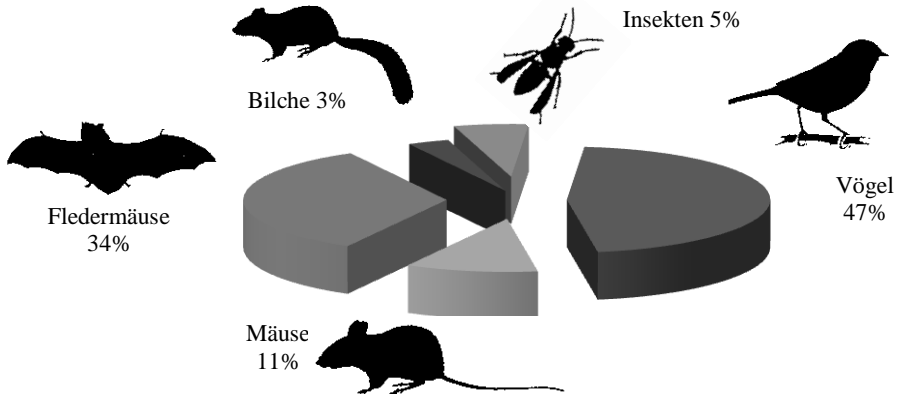 Insekten 5%
Bilche 3%
Vögel
47%
Fledermäuse
34%
Mäuse
11%